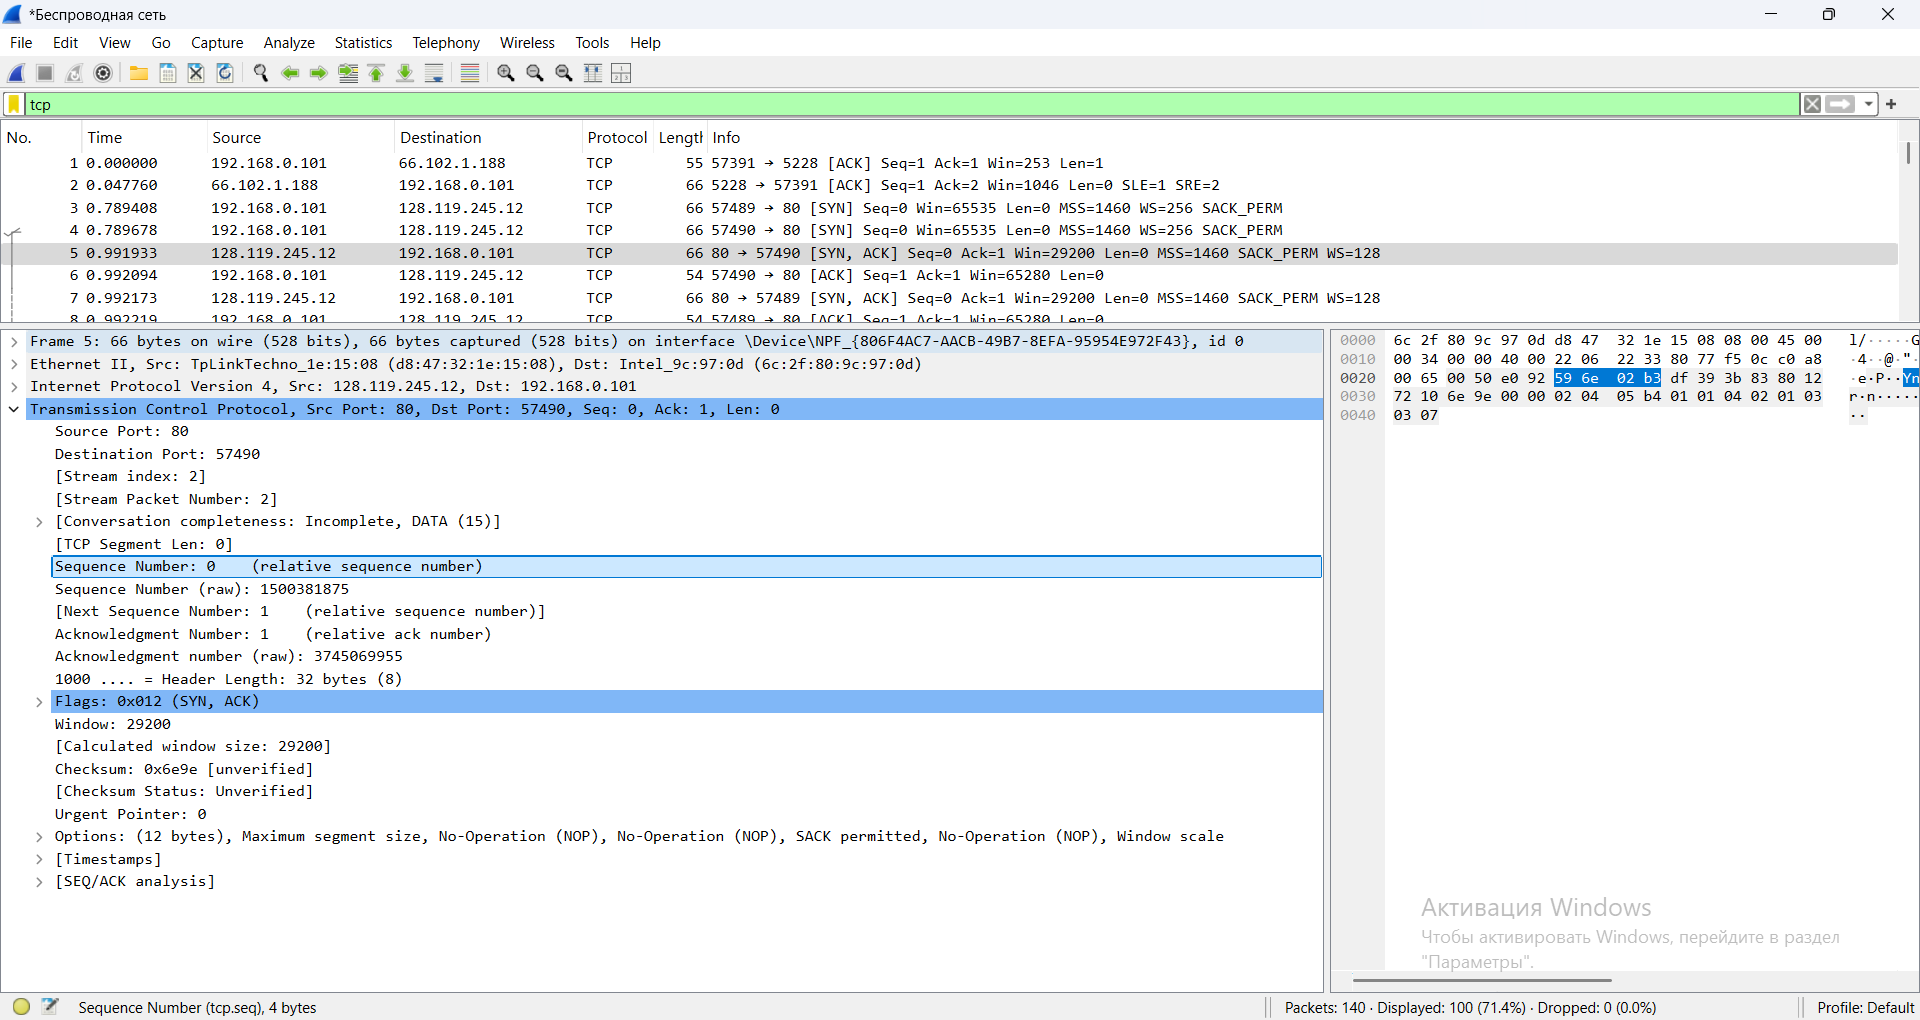 *Беспроводная сеть
File Edit View Go Capture Analyze Statistics Telephony Wireless Tools Help
tcp
No. Time Source Destination Protocol Length Info
1 0.000000 192.168.0.101 66.102.1.188 TCP 55 57391 → 5228 [ACK] Seq=1 Ack=1 Win=253 Len=1
2 0.047760 66.102.1.188 192.168.0.101 TCP 66 5228 → 57391 [ACK] Seq=1 Ack=2 Win=1046 Len=0 SLE=1 SRE=2
3 0.789408 192.168.0.101 128.119.245.12 TCP 66 57489 → 80 [SYN] Seq=0 Win=65535 Len=0 MSS=1460 WS=256 SACK_PERM
4 0.789678 192.168.0.101 128.119.245.12 TCP 66 57490 → 80 [SYN] Seq=0 Win=65535 Len=0 MSS=1460 WS=256 SACK_PERM
5 0.991933 128.119.245.12 192.168.0.101 TCP 66 80 → 57490 [SYN, ACK] Seq=0 Ack=1 Win=29200 Len=0 MSS=1460 SACK_PERM WS=128
6 0.992094 192.168.0.101 128.119.245.12 TCP 54 57490 → 80 [ACK] Seq=1 Ack=1 Win=65280 Len=0
7 0.992173 128.119.245.12 192.168.0.101 TCP 66 80 → 57489 [SYN, ACK] Seq=0 Ack=1 Win=29200 Len=0 MSS=1460 SACK_PERM WS=128
8 0.992219 192.168.0.101 128.119.245.12 TCP 54 57489 → 80 [ACK] Seq=1 Ack=1 Win=65280 Len=0
Frame 5: 66 bytes on wire (528 bits), 66 bytes captured (528 bits) on interface \Device\NPF_{806F4AC7-AACB-49B7-8EFA-95954E972F43}, id 0
Ethernet II, Src: TpLinkTechno_1e:15:08 (d8:47:32:1e:15:08), Dst: Intel_9c:97:0d (6c:2f:80:9c:97:0d)
Internet Protocol Version 4, Src: 128.119.245.12, Dst: 192.168.0.101
Transmission Control Protocol, Src Port: 80, Dst Port: 57490, Seq: 0, Ack: 1, Len: 0
Source Port: 80
Destination Port: 57490
[Stream index: 2]
[Stream Packet Number: 2]
[Conversation completeness: Incomplete, DATA (15)]
[TCP Segment Len: 0]
Sequence Number: 0 (relative sequence number)
Sequence Number (raw): 1500381875
[Next Sequence Number: 1 (relative sequence number)]
Acknowledgment Number: 1 (relative ack number)
Acknowledgment number (raw): 3745069955
1000 .... = Header Length: 32 bytes (8)
Flags: 0x012 (SYN, ACK)
Window: 29200
[Calculated window size: 29200]
Checksum: 0x6e9e [unverified]
[Checksum Status: Unverified]
Urgent Pointer: 0
Options: (12 bytes), Maximum segment size, No-Operation (NOP), No-Operation (NOP), SACK permitted, No-Operation (NOP), Window scale
[Timestamps]
[SEQ/ACK analysis]
0000 6c 2f 80 9c 97 0d d8 47 32 1e 15 08 08 00 45 00 l/·····G
0010 00 34 00 00 40 00 22 06 22 33 80 77 f5 0c c0 a8 ·4··@·"·
0020 00 65 00 50 e0 92 59 6e 02 b3 df 39 3b 83 80 12 ·e·P··Yn
0030 72 10 6e 9e 00 00 02 04 05 b4 01 01 04 02 01 03 r·n·····
0040 03 07 ··
Активация Windows
Чтобы активировать Windows, перейдите в раздел
"Параметры".
Sequence Number (tcp.seq), 4 bytes
Packets: 140 · Displayed: 100 (71.4%) · Dropped: 0 (0.0%)
Profile: Default